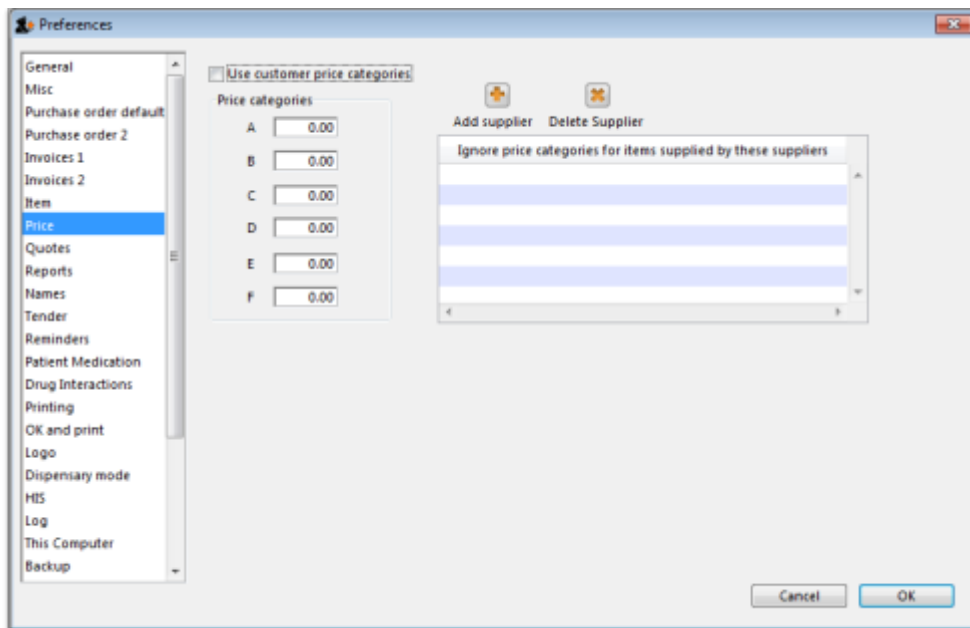 Preferences
General
Misc
Purchase order default
Purchase order 2
Invoices 1
Invoices 2
Item
Price
Quotes
Reports
Names
Tender
Reminders
Patient Medication
Drug Interactions
Printing
OK and print
Logo
Dispensary mode
HIS
Log
This Computer
Backup
Use customer price categories
Price categories
A 0.00
B 0.00
C 0.00
D 0.00
E 0.00
F 0.00
Add supplier Delete Supplier
Ignore price categories for items supplied by these suppliers
Cancel OK